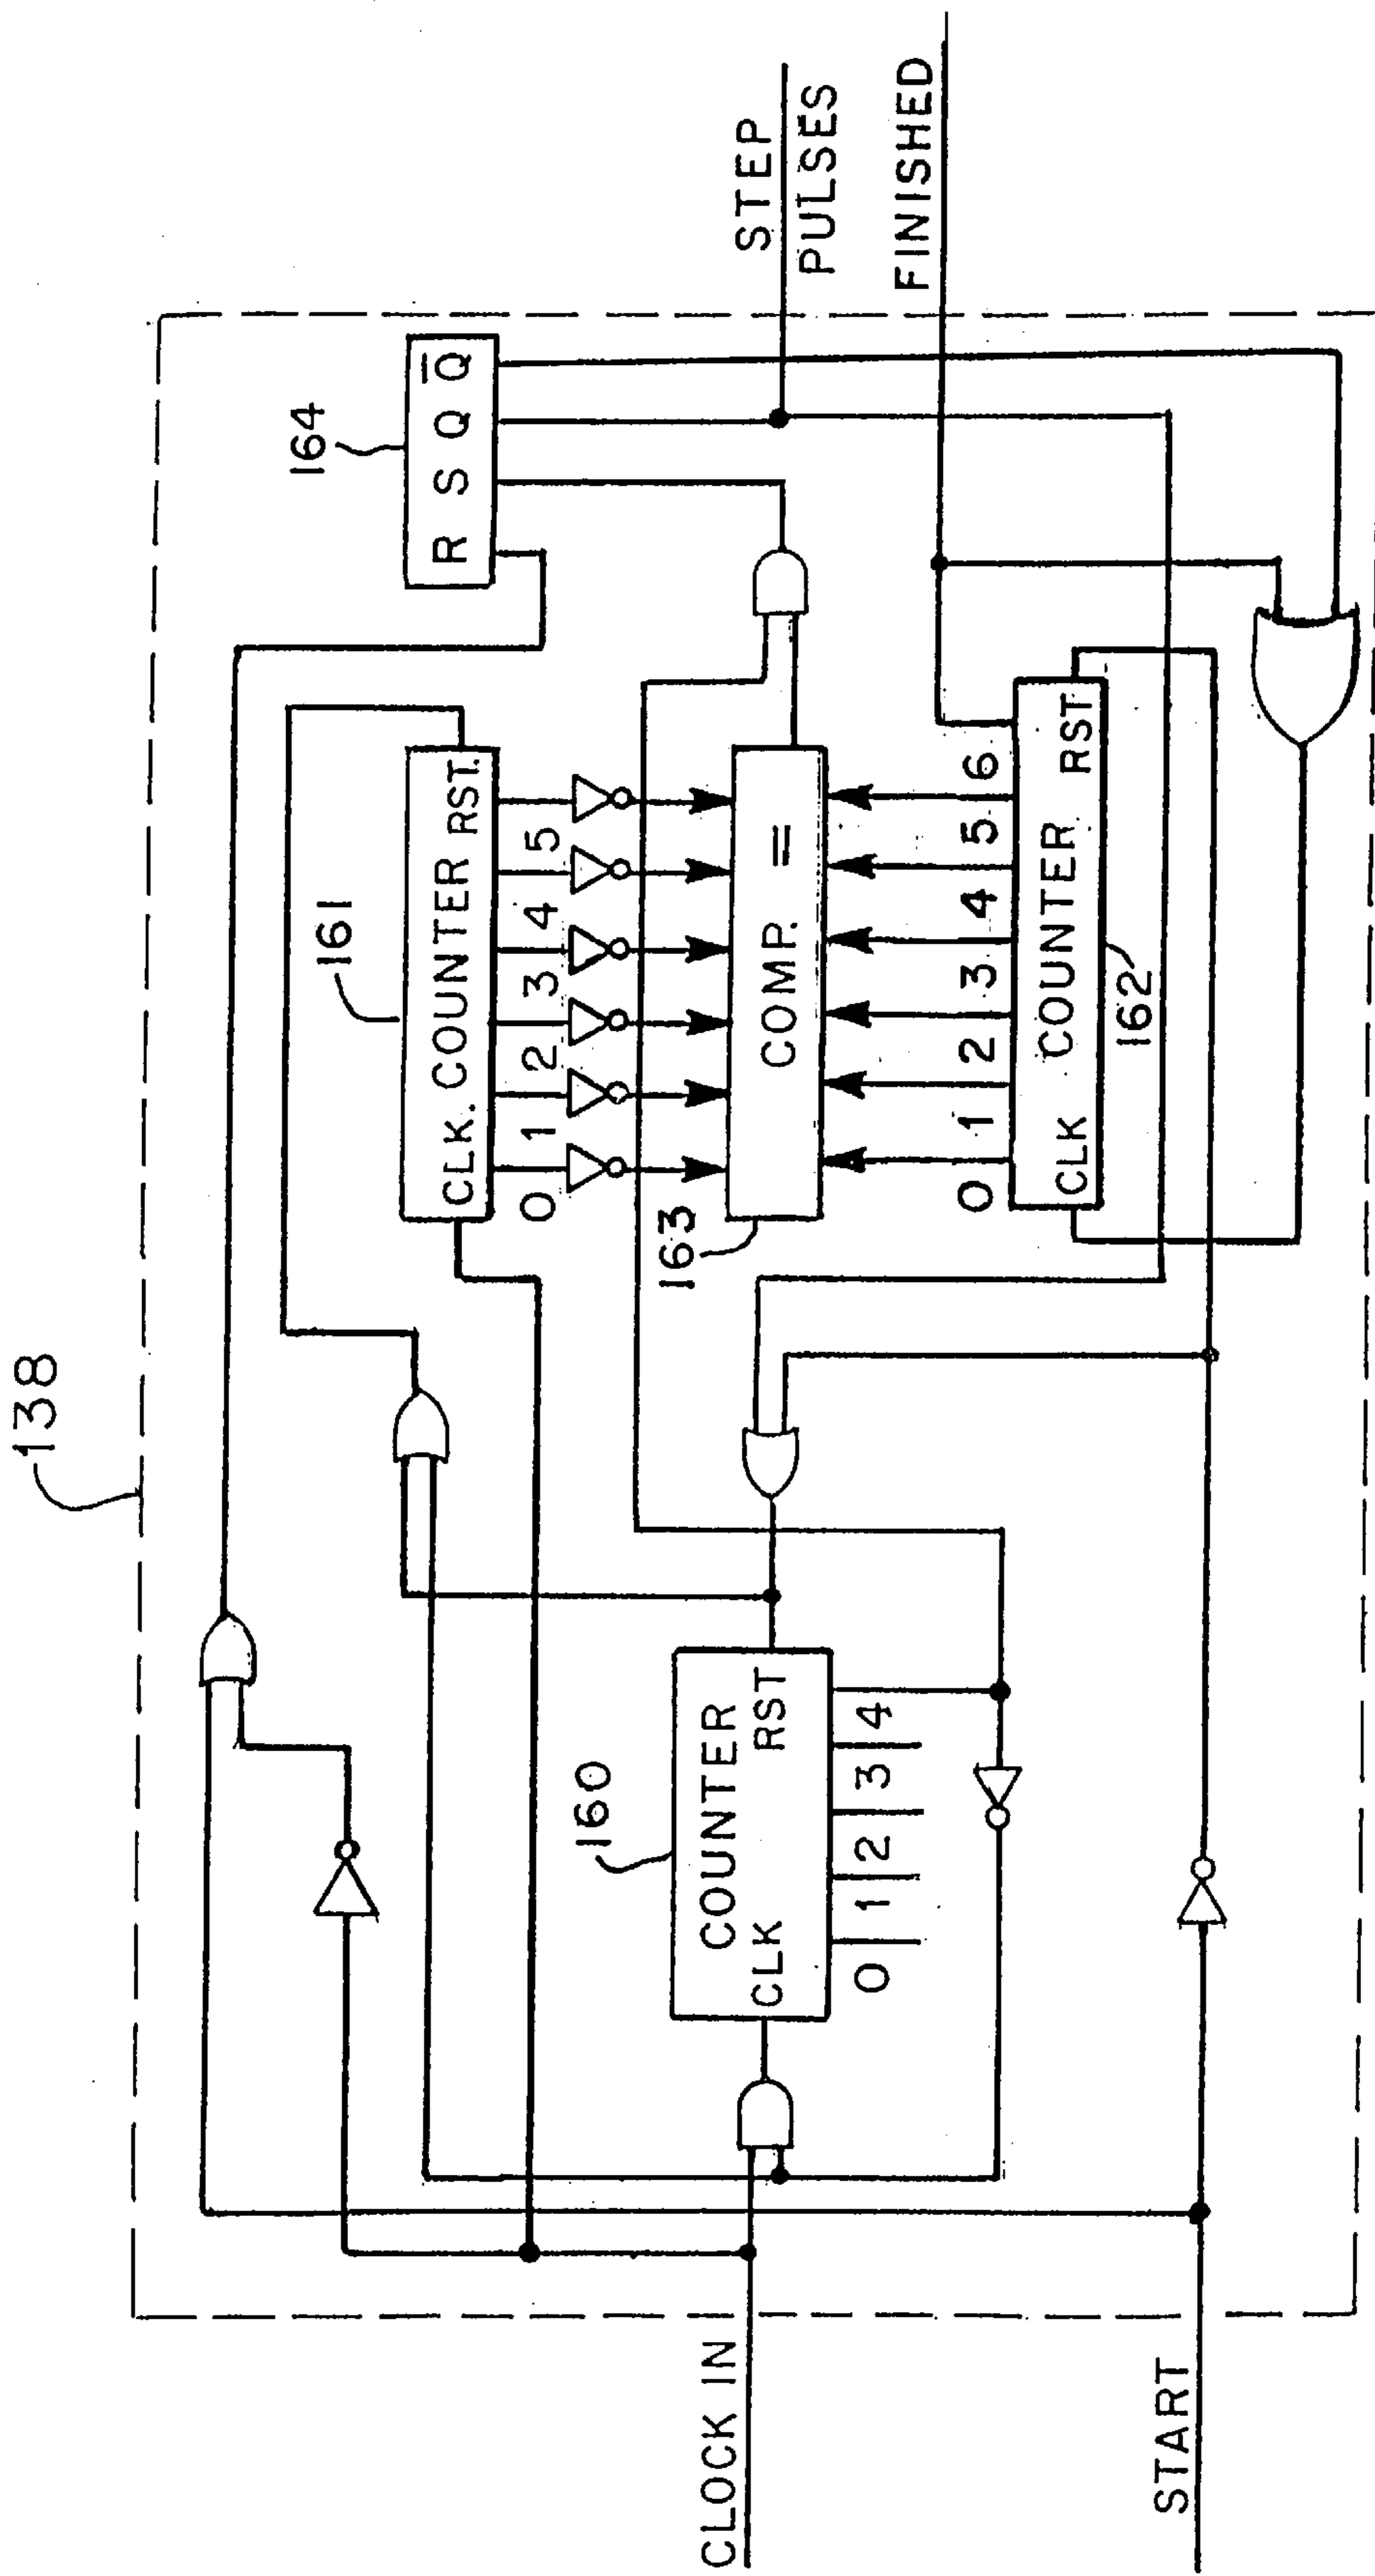 138
164
R S Q Q̅
161
CLK. COUNTER RST.
0 1 2 3 4 5
STEP
PULSES
FINISHED
163
COMP. =
160
COUNTER
CLK RST
0 1 2 3 4
0 1 2 3 4 5 6
CLK COUNTER RST
162
CLOCK IN
START